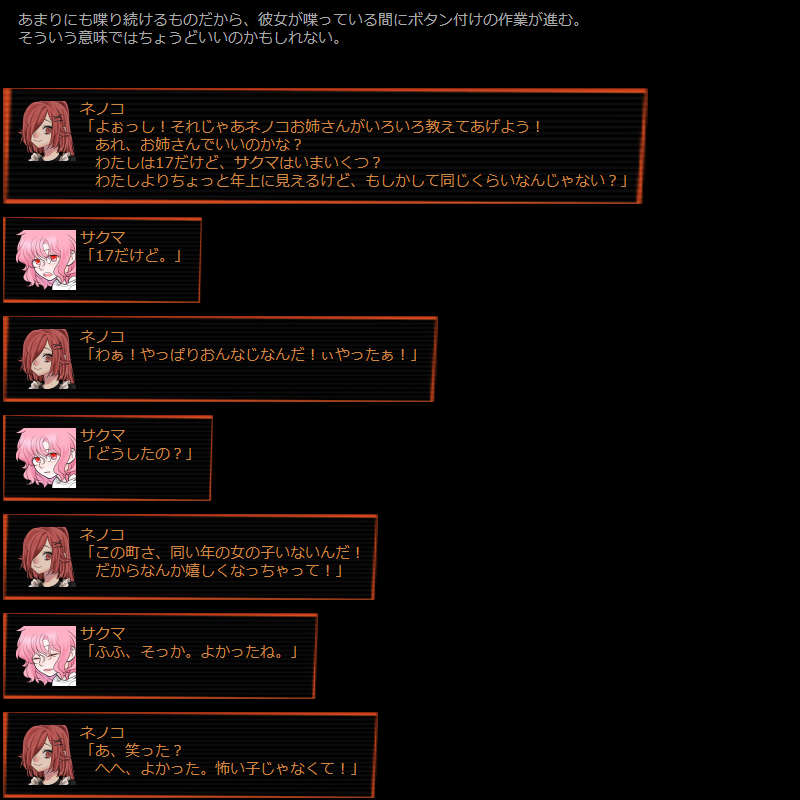 あまりにも喋り続けるものだから、彼女が喋っている間にボタン付けの作業が進む。
そういう意味ではちょうどいいのかもしれない。
ネノコ
「よぉっし！それじゃあネノコお姉さんがいろいろ教えてあげよう！
あれ、お姉さんでいいのかな？
わたしは17だけど、サクマはいまいくつ？
わたしよりちょっと年上に見えるけど、もしかして同じくらいなんじゃない？」
サクマ
「17だけど。」
ネノコ
「わぁ！やっぱりおんなじなんだ！ぃやったぁ！」
サクマ
「どうしたの？」
ネノコ
「この町さ、同い年の女の子いないんだ！
だからなんか嬉しくなっちゃって！」
サクマ
「ふふ、そっか。よかったね。」
ネノコ
「あ、笑った？
へへ、よかった。怖い子じゃなくて！」